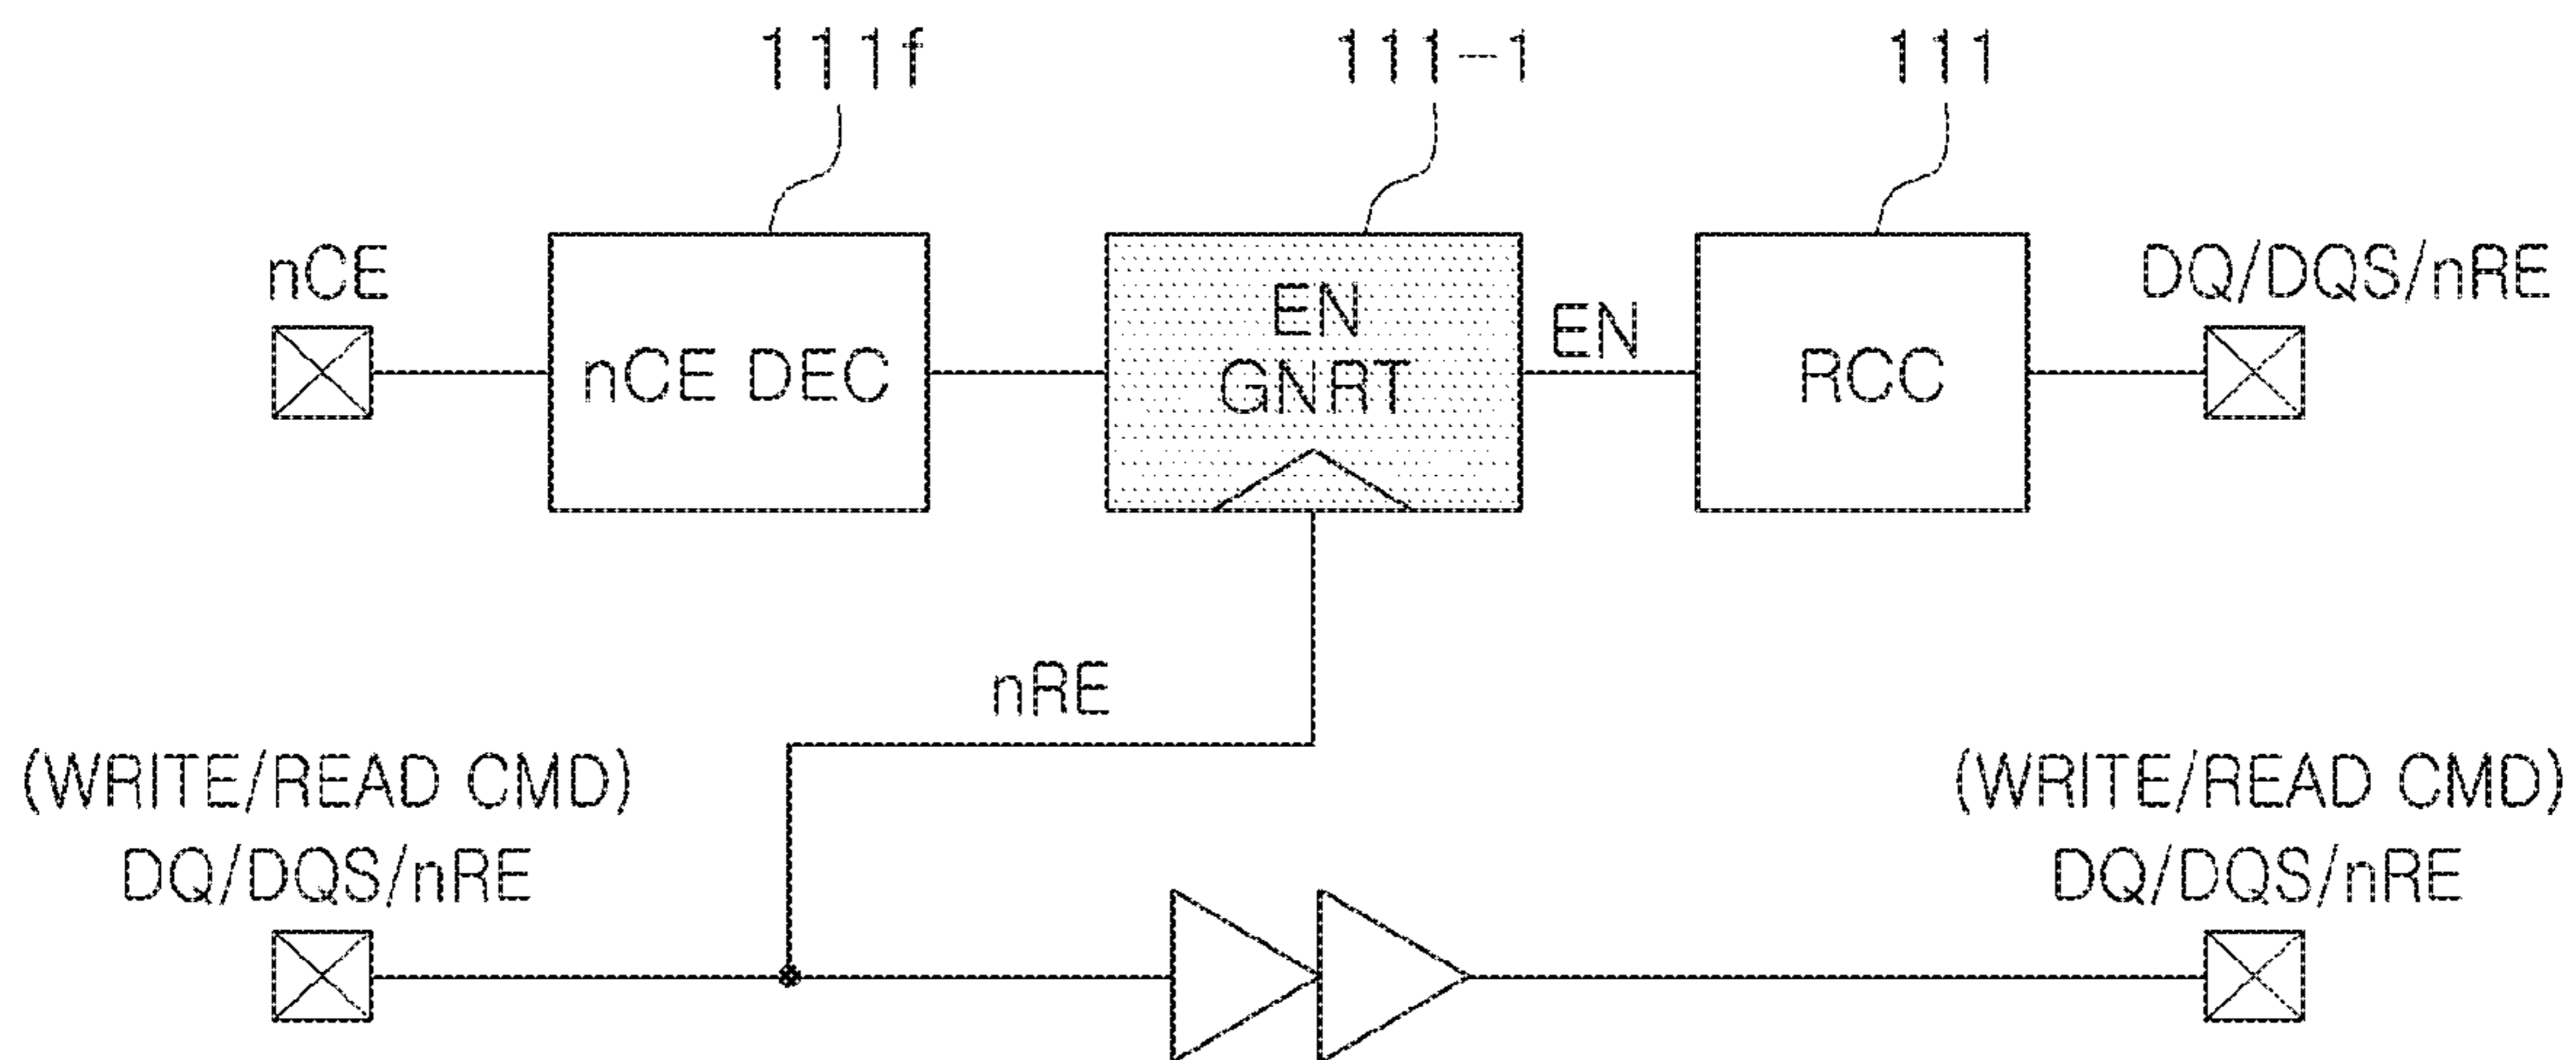 111f
111-1
111
nCE
nCE DEC
EN
GNRT
EN
RCC
DQ/DQS/nRE
nRE
(WRITE/READ CMD)
DQ/DQS/nRE
(WRITE/READ CMD)
DQ/DQS/nRE